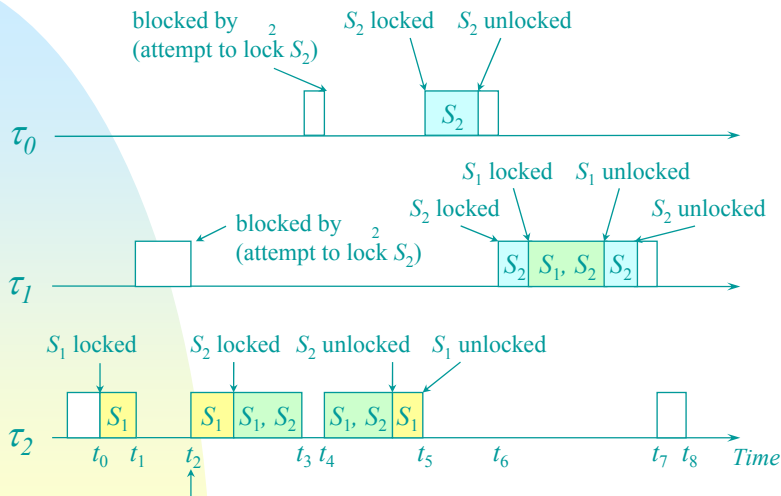 blocked by 2
(attempt to lock S2)
S2 locked
S2 unlocked
τ0
S2
S1 locked
S1 unlocked
S2 locked
S2 unlocked
blocked by 2
(attempt to lock S2)
τ1
S2
S1, S2
S2
S1 locked
S2 locked
S2 unlocked
S1 unlocked
τ2
S1
S1
S1, S2
S1, S2
S1
t0 t1 t2 t3 t4 t5 t6 t7 t8 Time